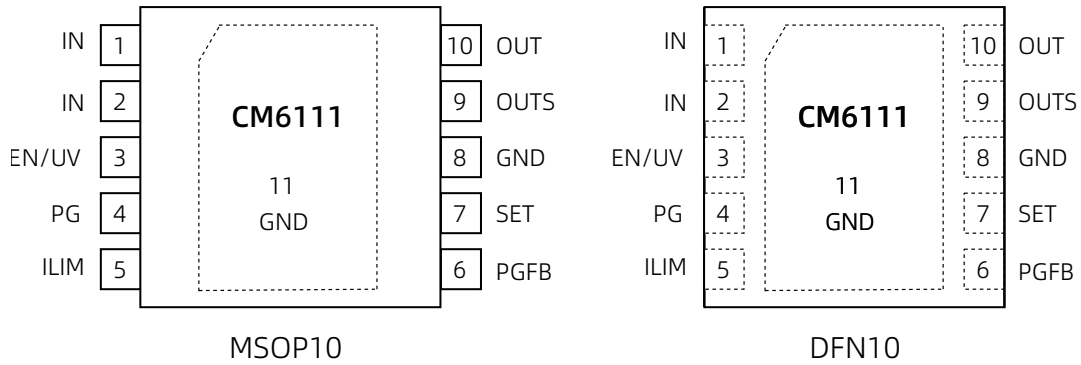 IN 1 10 OUT IN 1 10 OUT
IN 2 9 OUTS IN 2 9 OUTS
CM6111 CM6111
EN/UV 3 8 GND EN/UV 3 8 GND
11 11
PG 4 7 SET PG 4 7 SET
GND GND
ILIM 5 6 PGFB ILIM 5 6 PGFB
MSOP10 DFN10